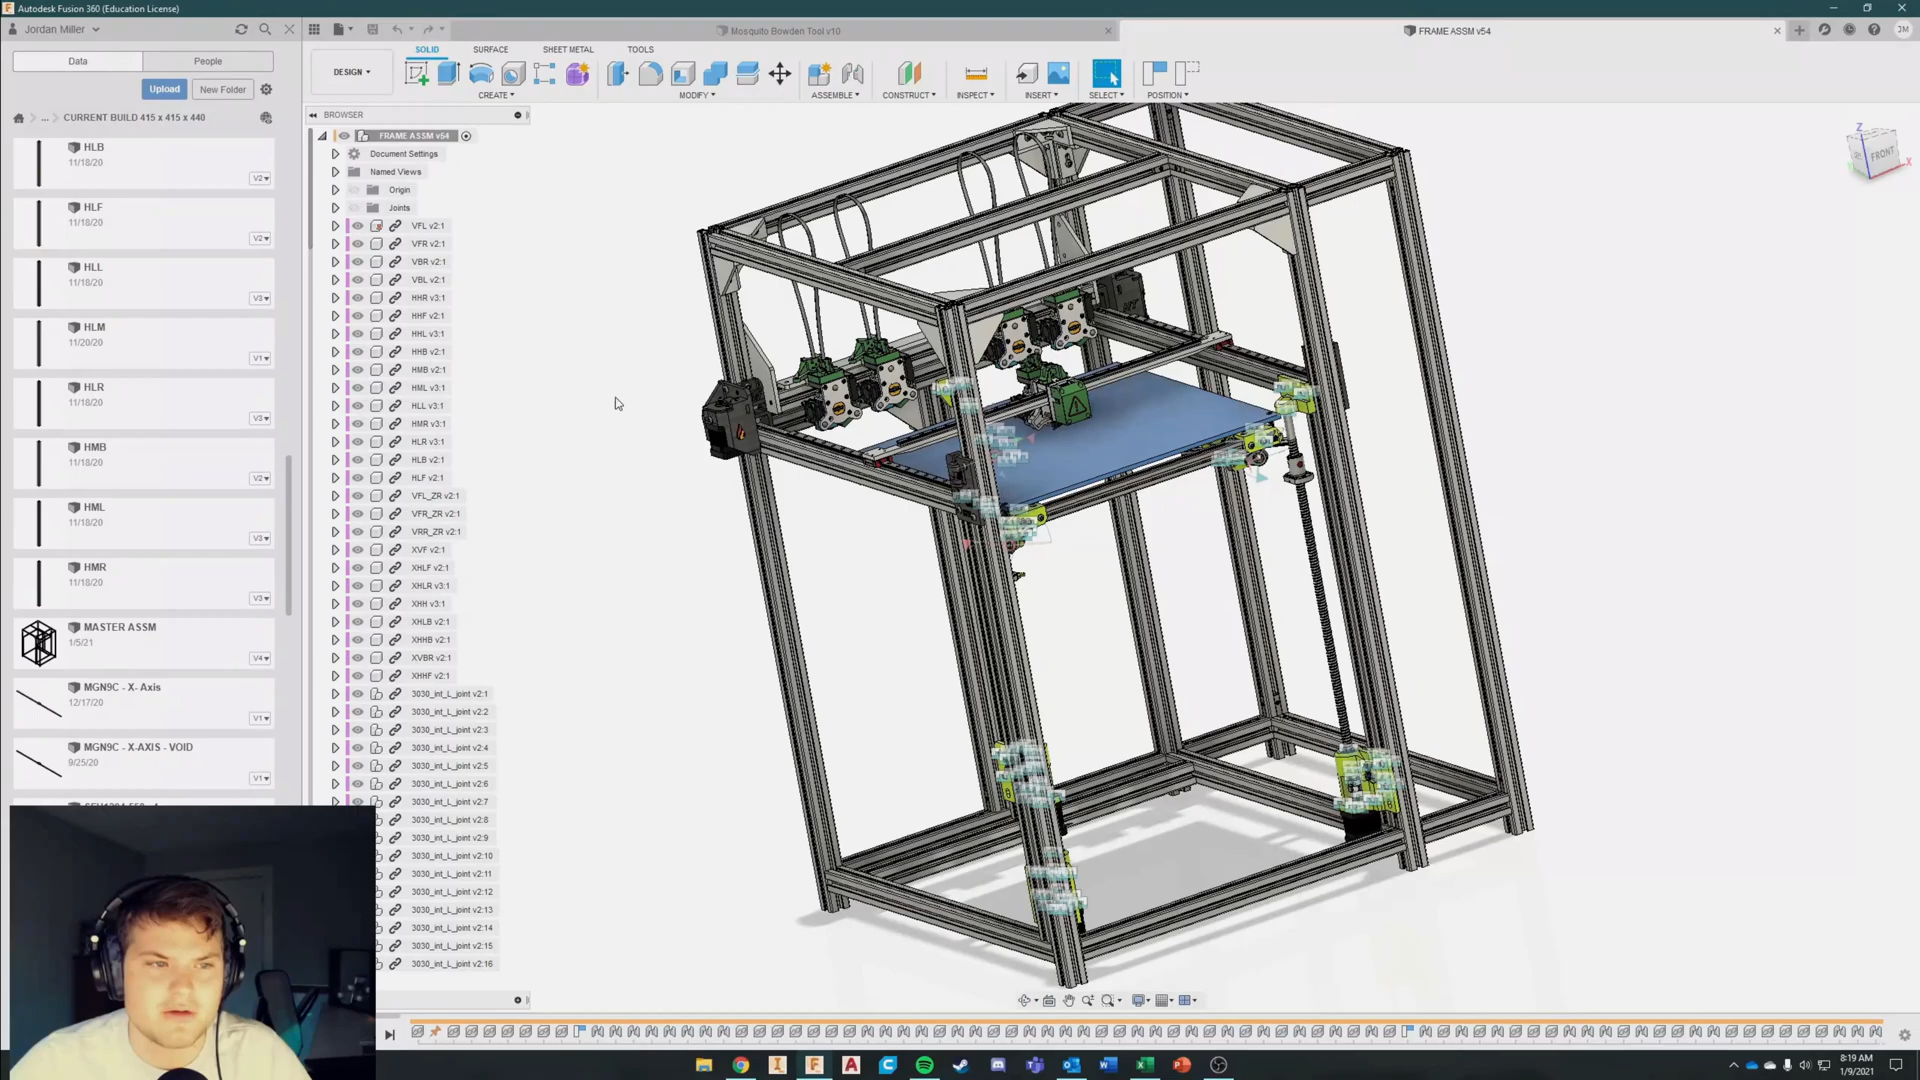 Autodesk Fusion 360 (Education License)
Jordan Miller
Mosquito Bowden Tool v10
FRAME ASSM v54
JM
Data
People
DESIGN
SOLID
SURFACE
SHEET METAL
TOOLS
Upload
New Folder
CREATE
MODIFY
ASSEMBLE
CONSTRUCT
INSPECT
INSERT
SELECT
POSITION
... CURRENT BUILD 415 x 415 x 440
HLB
11/18/20
V2
HLF
11/18/20
V2
HLL
11/18/20
V3
HLM
11/20/20
V1
HLR
11/18/20
V3
HMB
11/18/20
V2
HML
11/18/20
V3
HMR
11/18/20
V3
MASTER ASSM
1/5/21
V4
MGN9C - X- Axis
12/17/20
V1
MGN9C - X-AXIS - VOID
9/25/20
V1
BROWSER
FRAME ASSM v54
Document Settings
Named Views
Origin
Joints
VFL v2:1
VFR v2:1
VBR v2:1
VBL v2:1
HHR v3:1
HHF v2:1
HHL v3:1
HHB v2:1
HMB v2:1
HML v3:1
HLL v3:1
HMR v3:1
HLR v3:1
HLB v2:1
HLF v2:1
VFL_ZR v2:1
VFR_ZR v2:1
VRR_ZR v2:1
XVF v2:1
XHLF v2:1
XHLR v3:1
XHH v3:1
XHLB v2:1
XHHB v2:1
XVBR v2:1
XHHF v2:1
3030_int_L_joint v2:1
3030_int_L_joint v2:2
3030_int_L_joint v2:3
3030_int_L_joint v2:4
3030_int_L_joint v2:5
3030_int_L_joint v2:6
3030_int_L_joint v2:7
3030_int_L_joint v2:8
3030_int_L_joint v2:9
3030_int_L_joint v2:10
3030_int_L_joint v2:11
3030_int_L_joint v2:12
3030_int_L_joint v2:13
3030_int_L_joint v2:14
3030_int_L_joint v2:15
3030_int_L_joint v2:16
Z
FRONT
X
8:19 AM
1/9/2021